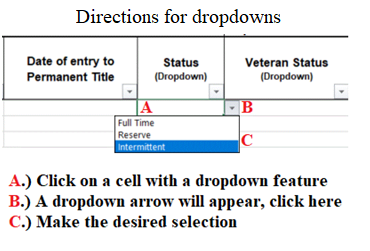 Directions for dropdowns
Date of entry to Permanent Title
Status (Dropdown)
Veteran Status (Dropdown)
A
B
Full Time
Reserve
Intermittent
C
A.) Click on a cell with a dropdown feature
B.) A dropdown arrow will appear, click here
C.) Make the desired selection